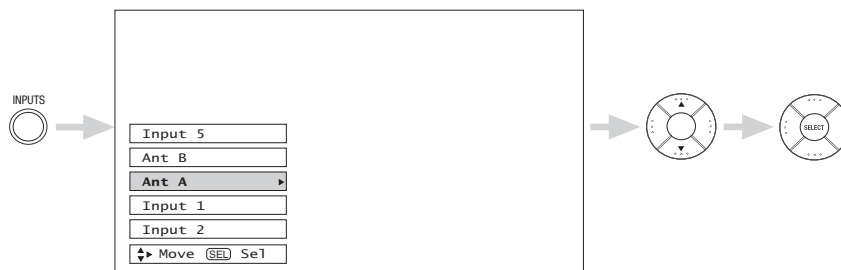 INPUTS
Input 5
Ant B
Ant A
Input 1
Input 2
Move SEL Sel
SELECT